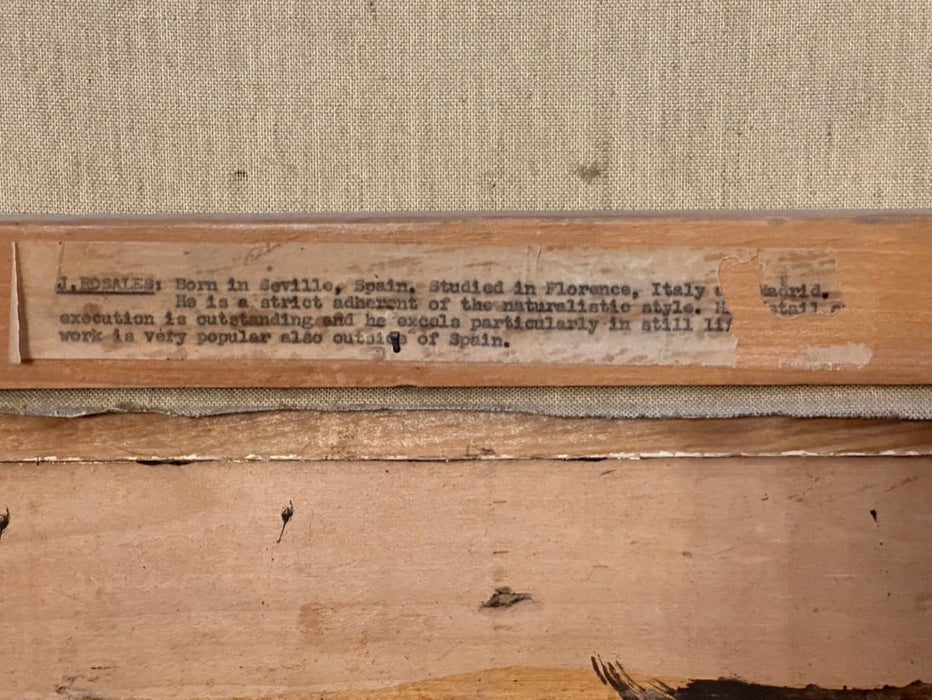 J.ROSALES: Born in Seville, Spain. Studied in Florence, Italy Madrid.
He is a strict adherent of the naturalistic style.
execution is outstanding and he excels particularly in still
work is very popular also outside of Spain.